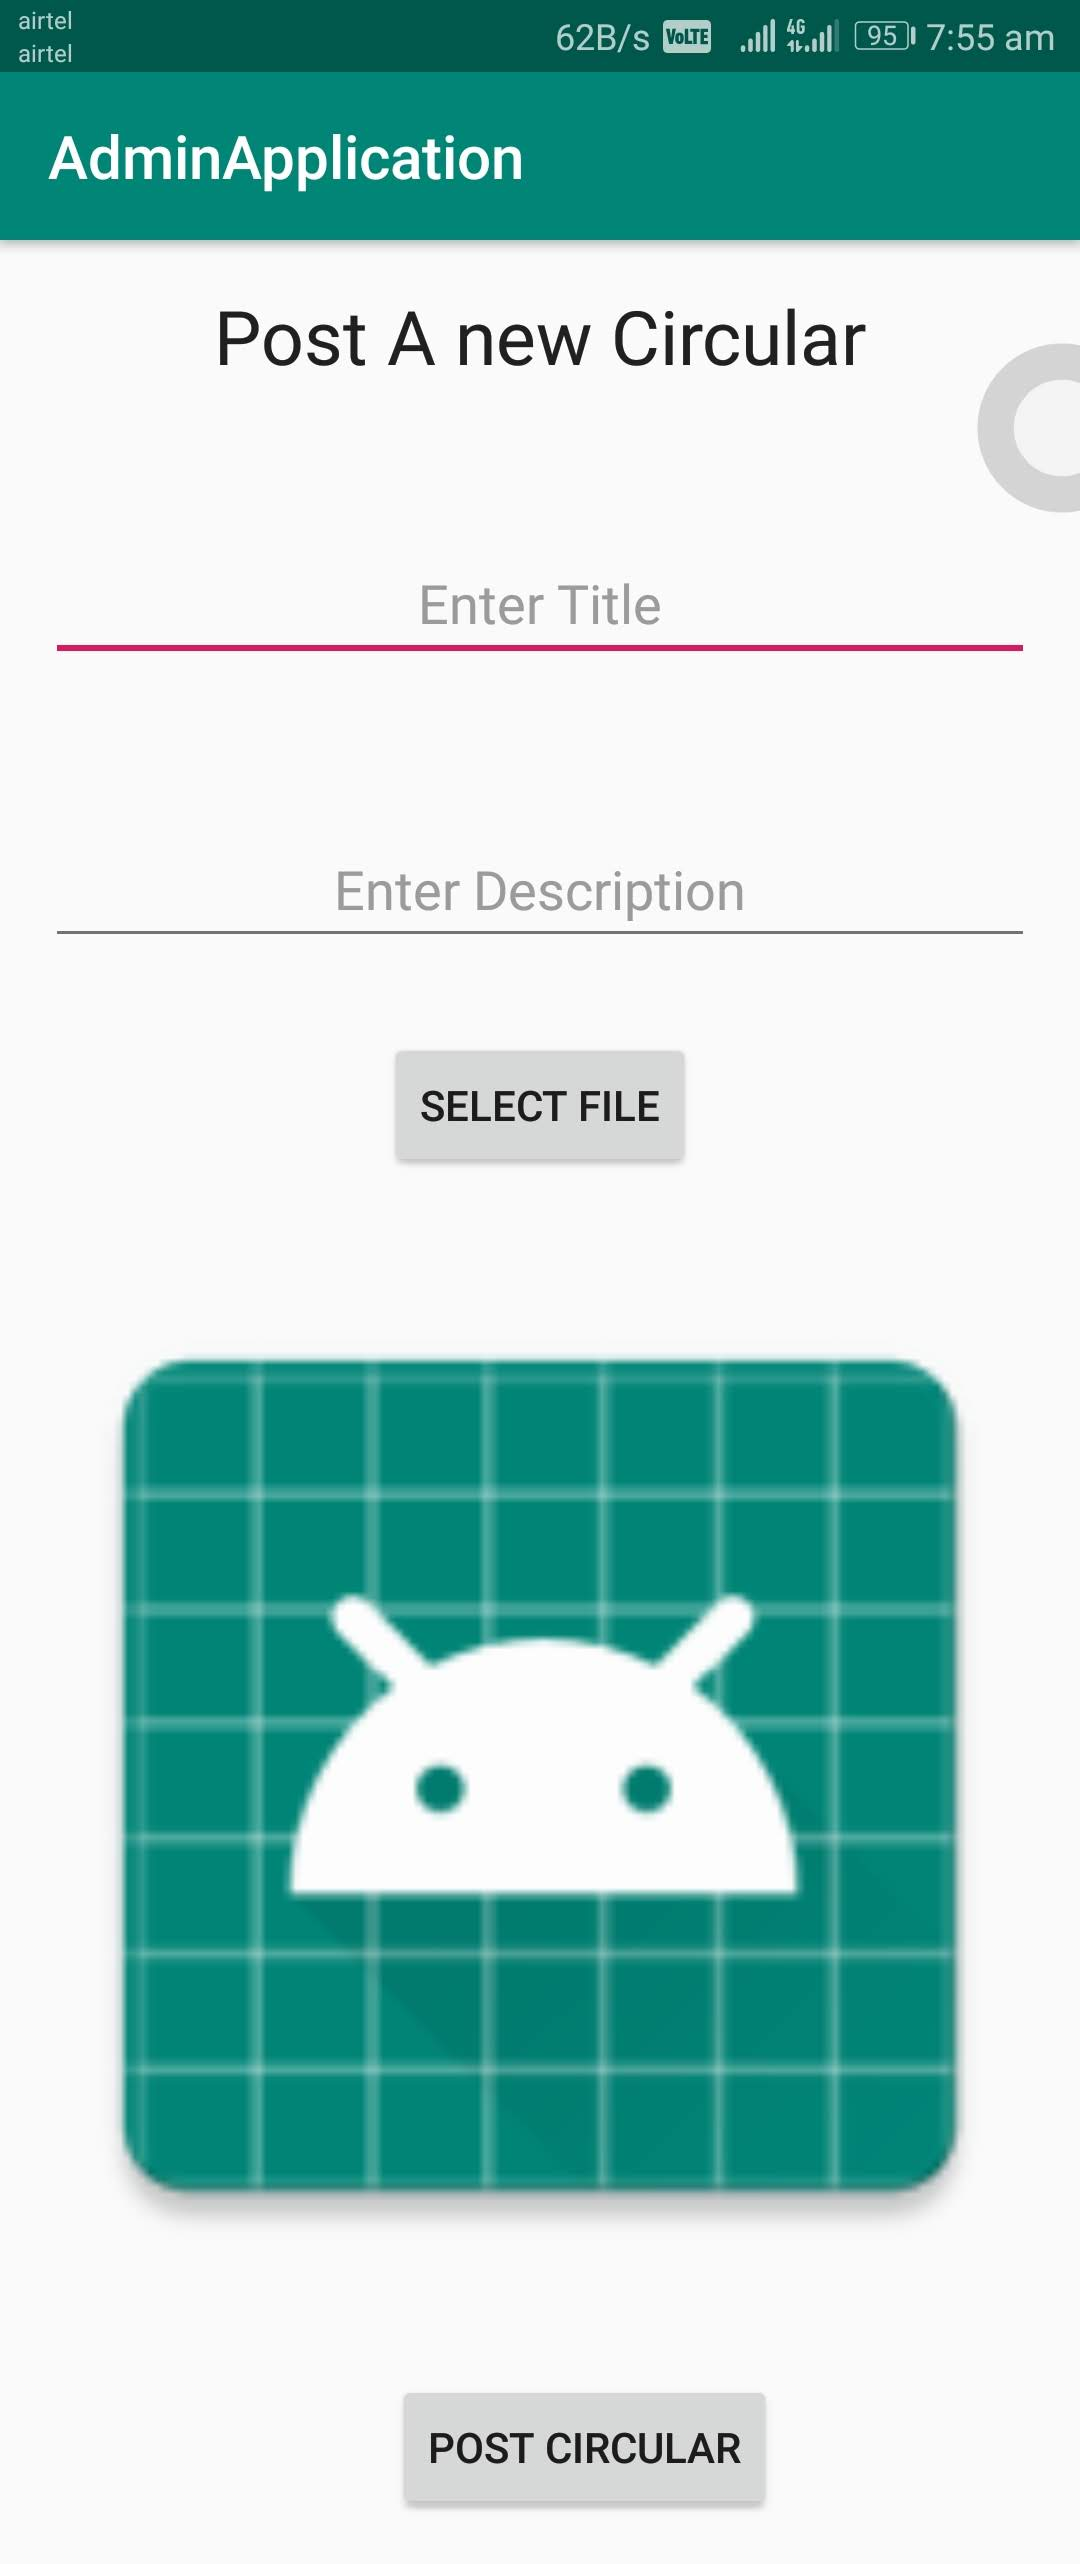 airtel
airtel
62B/s VoLTE 4G 95 7:55 am
AdminApplication
Post A new Circular
Enter Title
Enter Description
SELECT FILE
POST CIRCULAR